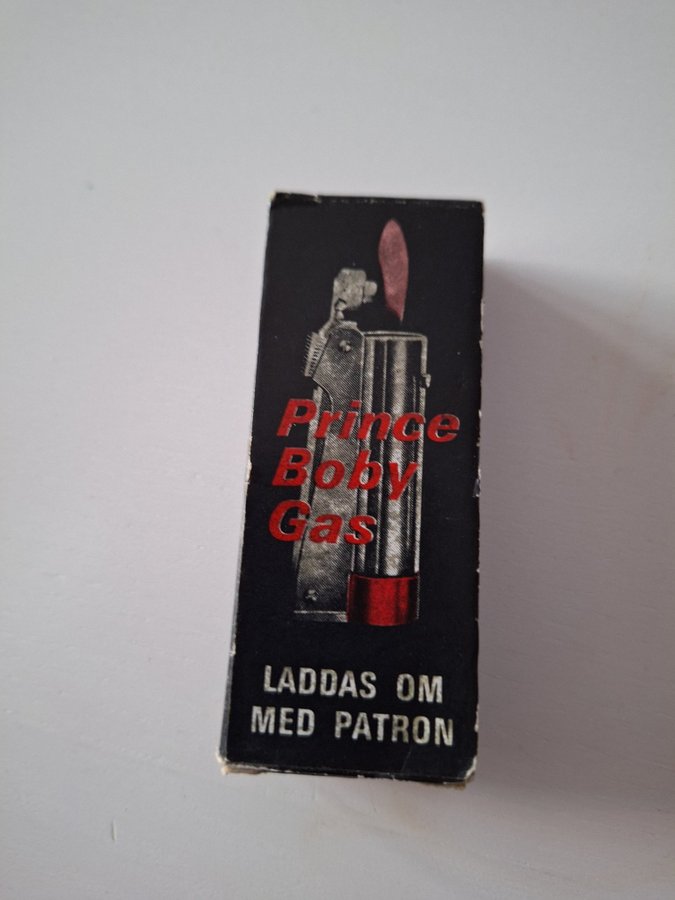 Prince
Boby
Gas
LADDAS OM
MED PATRON